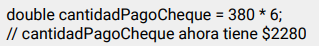 double cantidadPagoCheque = 380 * 6;
// cantidadPagoCheque ahora tiene $2280